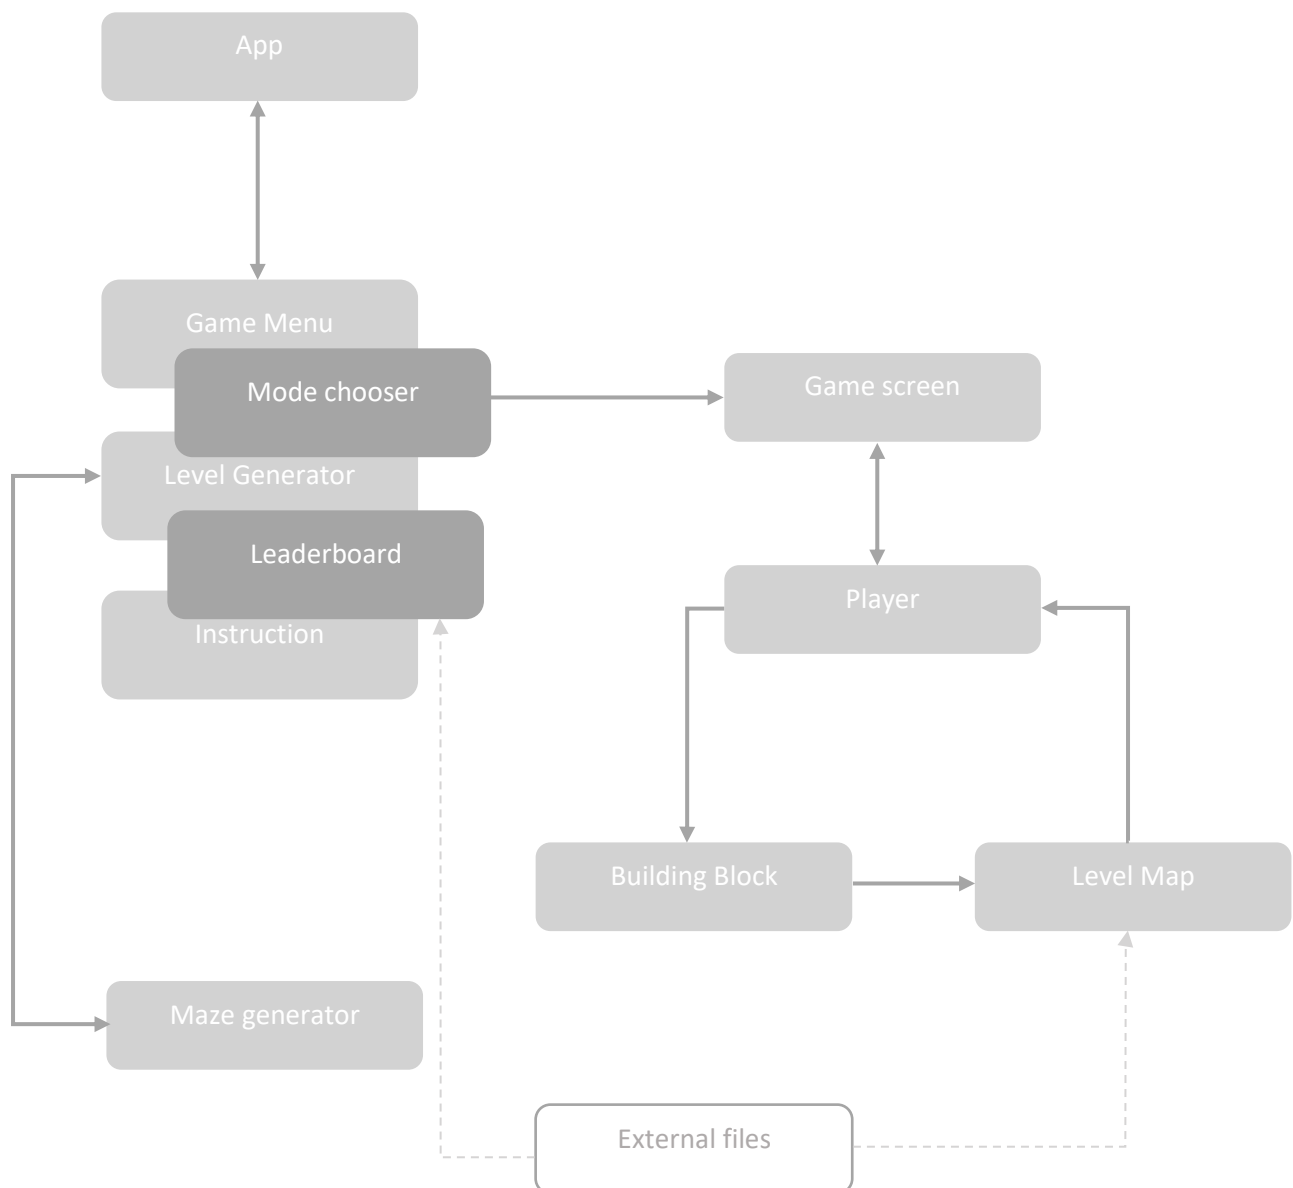 App
Game Menu
Mode chooser
Game screen
Level Generator
Leaderboard
Player
Instruction
Building Block
Level Map
Maze generator
External files